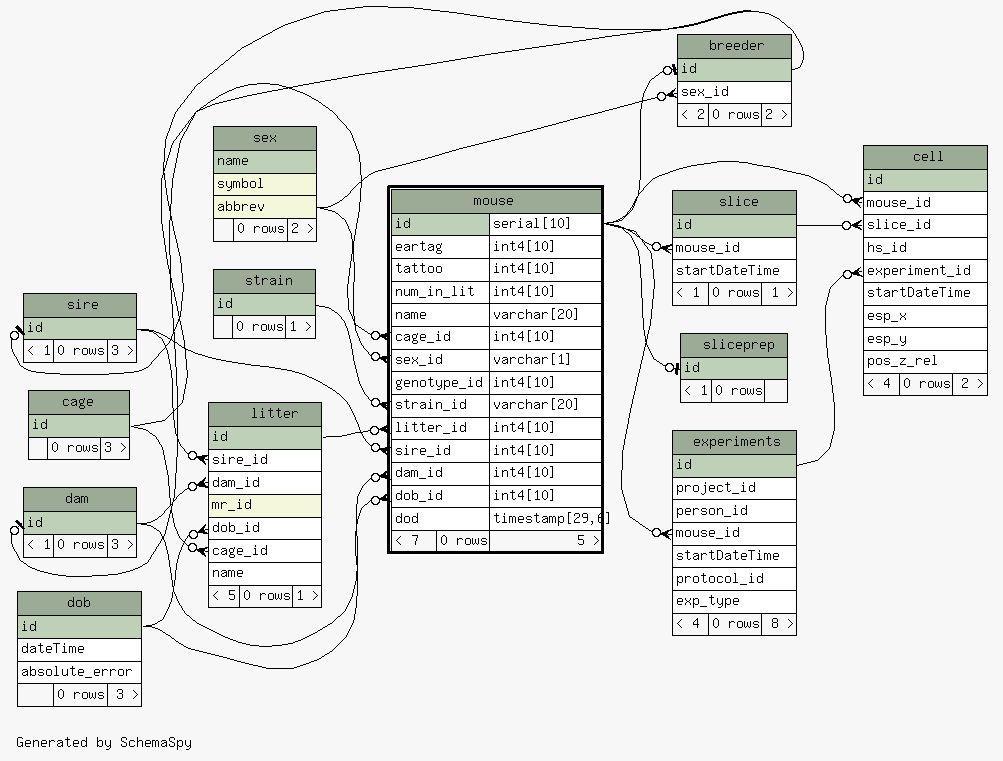 breeder
id
sex_id
< 2 0 rows 2 >
sex
name
symbol
abbrev
0 rows 2 >
cell
id
mouse_id
slice_id
hs_id
experiment_id
startDateTime
esp_x
esp_y
pos_z_rel
< 4 0 rows 2 >
mouse
id serial[10]
eartag int4[10]
tattoo int4[10]
num_in_lit int4[10]
name varchar[20]
cage_id int4[10]
sex_id varchar[1]
genotype_id int4[10]
strain_id varchar[20]
litter_id int4[10]
sire_id int4[10]
dam_id int4[10]
dob_id int4[10]
dod timestamp[29,6]
< 7 0 rows 5 >
slice
id
mouse_id
startDateTime
< 1 0 rows 1 >
strain
id
0 rows 1 >
sire
id
< 1 0 rows 3 >
sliceprep
id
< 1 0 rows
cage
id
0 rows 3 >
litter
id
sire_id
dam_id
mr_id
dob_id
cage_id
name
< 5 0 rows 1 >
experiments
id
project_id
person_id
mouse_id
startDateTime
protocol_id
exp_type
< 4 0 rows 8 >
dam
id
< 1 0 rows 3 >
dob
id
dateTime
absolute_error
0 rows 3 >
Generated by SchemaSpy